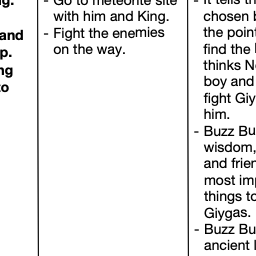 g.
and
p.
ng
to
- Go to meteorite site
with him and King.
- Fight the enemies
on the way.
- It tells t
chosen b
the point
find the
thinks N
boy and
fight Giy
him.
- Buzz Bu
wisdom,
and frien
most imp
things to
Giygas.
- Buzz Bu
ancient l